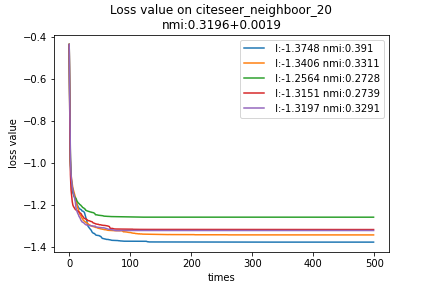 Loss value on citeseer_neighboor_20
nmi:0.3196+0.0019
l:-1.3748 nmi:0.391
l:-1.3406 nmi:0.3311
l:-1.2564 nmi:0.2728
l:-1.3151 nmi:0.2739
l:-1.3197 nmi:0.3291
−0.4
−0.6
−0.8
−1.0
−1.2
−1.4
loss value
0 100 200 300 400 500
times